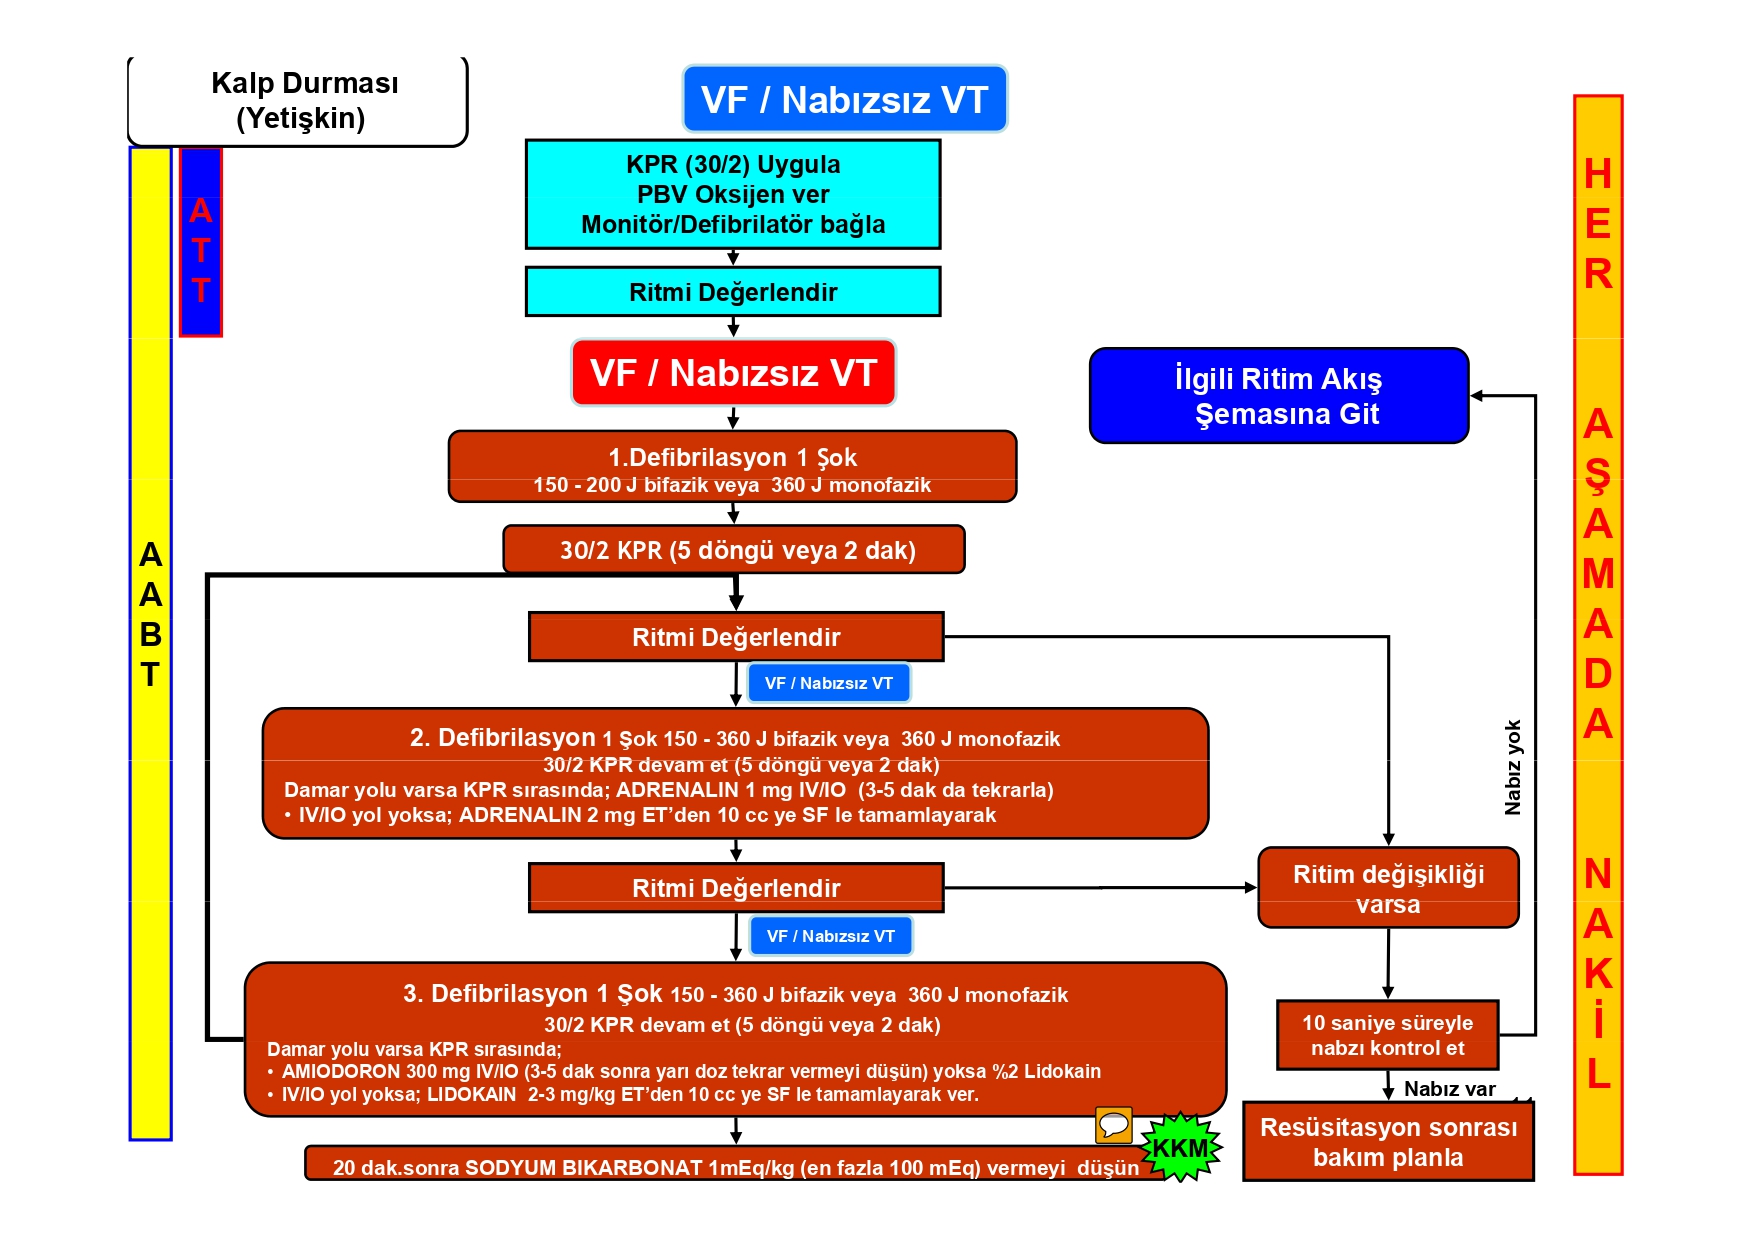 Kalp Durması
(Yetişkin)
VF / Nabızsız VT
KPR (30/2) Uygula
PBV Oksijen ver
Monitör/Defibrilatör bağla
ATT
Ritmi Değerlendir
VF / Nabızsız VT
İlgili Ritim Akış
Şemasına Git
1.Defibrilasyon 1 Şok
150 - 200 J bifazik veya 360 J monofazik
30/2 KPR (5 döngü veya 2 dak)
AABT
Ritmi Değerlendir
VF / Nabızsız VT
2. Defibrilasyon 1 Şok 150 - 360 J bifazik veya 360 J monofazik
30/2 KPR devam et (5 döngü veya 2 dak)
Damar yolu varsa KPR sırasında; ADRENALIN 1 mg IV/IO (3-5 dak da tekrarla)
• IV/IO yol yoksa; ADRENALIN 2 mg ET’den 10 cc ye SF le tamamlayarak
Nabız yok
Ritmi Değerlendir
Ritim değişikliği
varsa
VF / Nabızsız VT
3. Defibrilasyon 1 Şok 150 - 360 J bifazik veya 360 J monofazik
30/2 KPR devam et (5 döngü veya 2 dak)
Damar yolu varsa KPR sırasında;
• AMIODORON 300 mg IV/IO (3-5 dak sonra yarı doz tekrar vermeyi düşün) yoksa %2 Lidokain
• IV/IO yol yoksa; LIDOKAIN 2-3 mg/kg ET’den 10 cc ye SF le tamamlayarak ver.
10 saniye süreyle
nabzı kontrol et
Nabız var
Resüsitasyon sonrası
bakım planla
20 dak.sonra SODYUM BIKARBONAT 1mEq/kg (en fazla 100 mEq) vermeyi düşün
KKM
HER AŞAMADA NAKİL